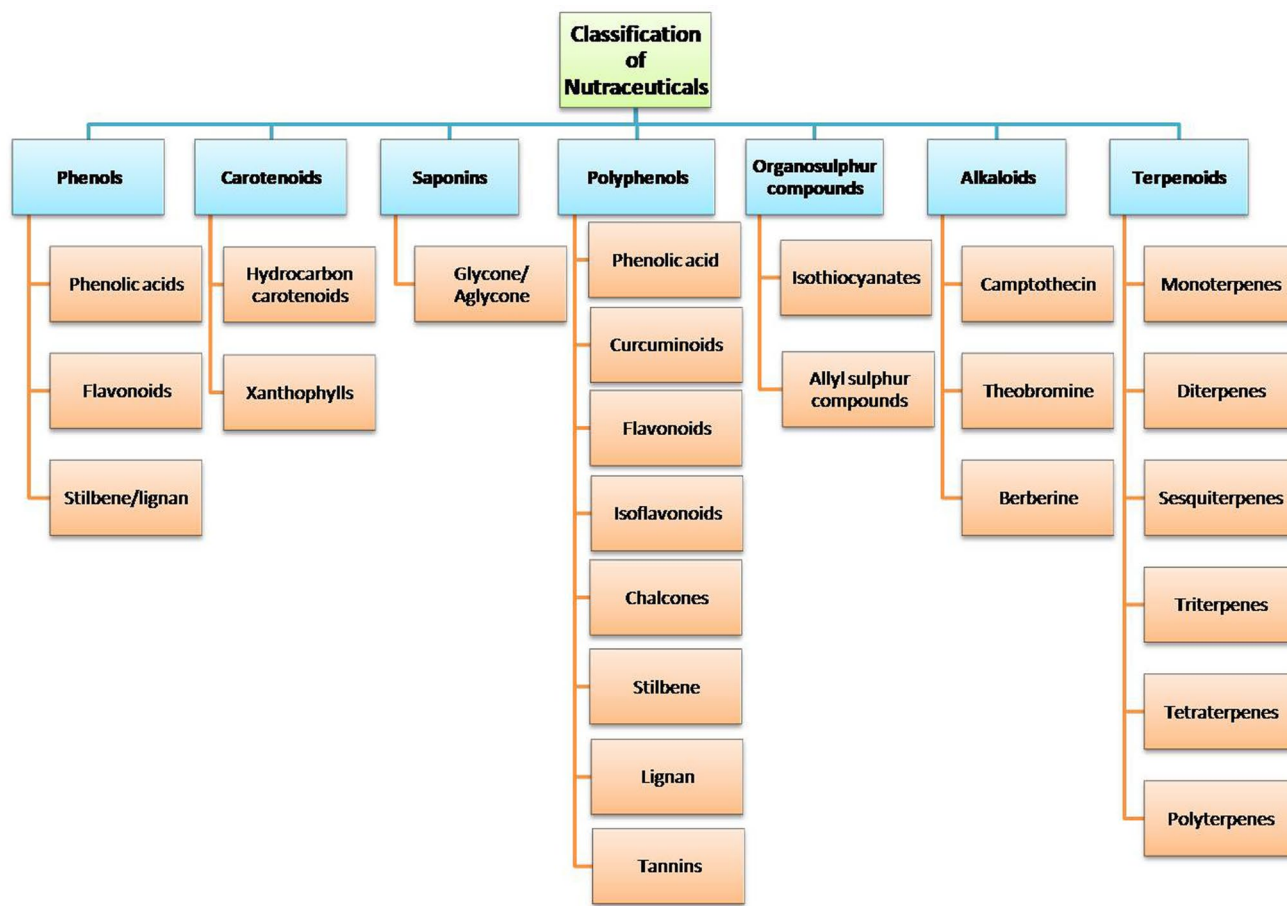 Classification
of
Nutraceuticals
Phenols
Carotenoids
Saponins
Polyphenols
Organosulphur
compounds
Alkaloids
Terpenoids
Phenolic acids
Flavonoids
Stilbene/lignan
Hydrocarbon
carotenoids
Xanthophylls
Glycone/
Aglycone
Phenolic acid
Curcuminoids
Flavonoids
Isoflavonoids
Chalcones
Stilbene
Lignan
Tannins
Isothiocyanates
Allyl sulphur
compounds
Camptothecin
Theobromine
Berberine
Monoterpenes
Diterpenes
Sesquiterpenes
Triterpenes
Tetraterpenes
Polyterpenes